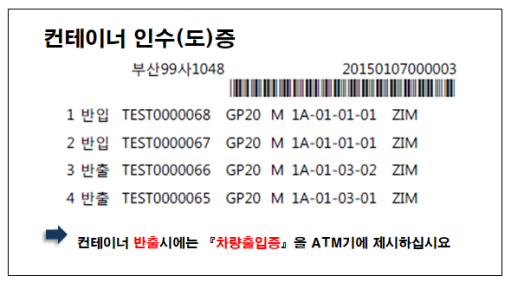 컨테이너 인수(도)증
부산99사1048 20150107000003
1 반입 TEST0000068 GP20 M 1A-01-01-01 ZIM
2 반입 TEST0000067 GP20 M 1A-01-01-01 ZIM
3 반출 TEST0000066 GP20 M 1A-01-03-02 ZIM
4 반출 TEST0000065 GP20 M 1A-01-03-01 ZIM
컨테이너 반출시에는 『차량출입증』을 ATM기에 제시하십시요